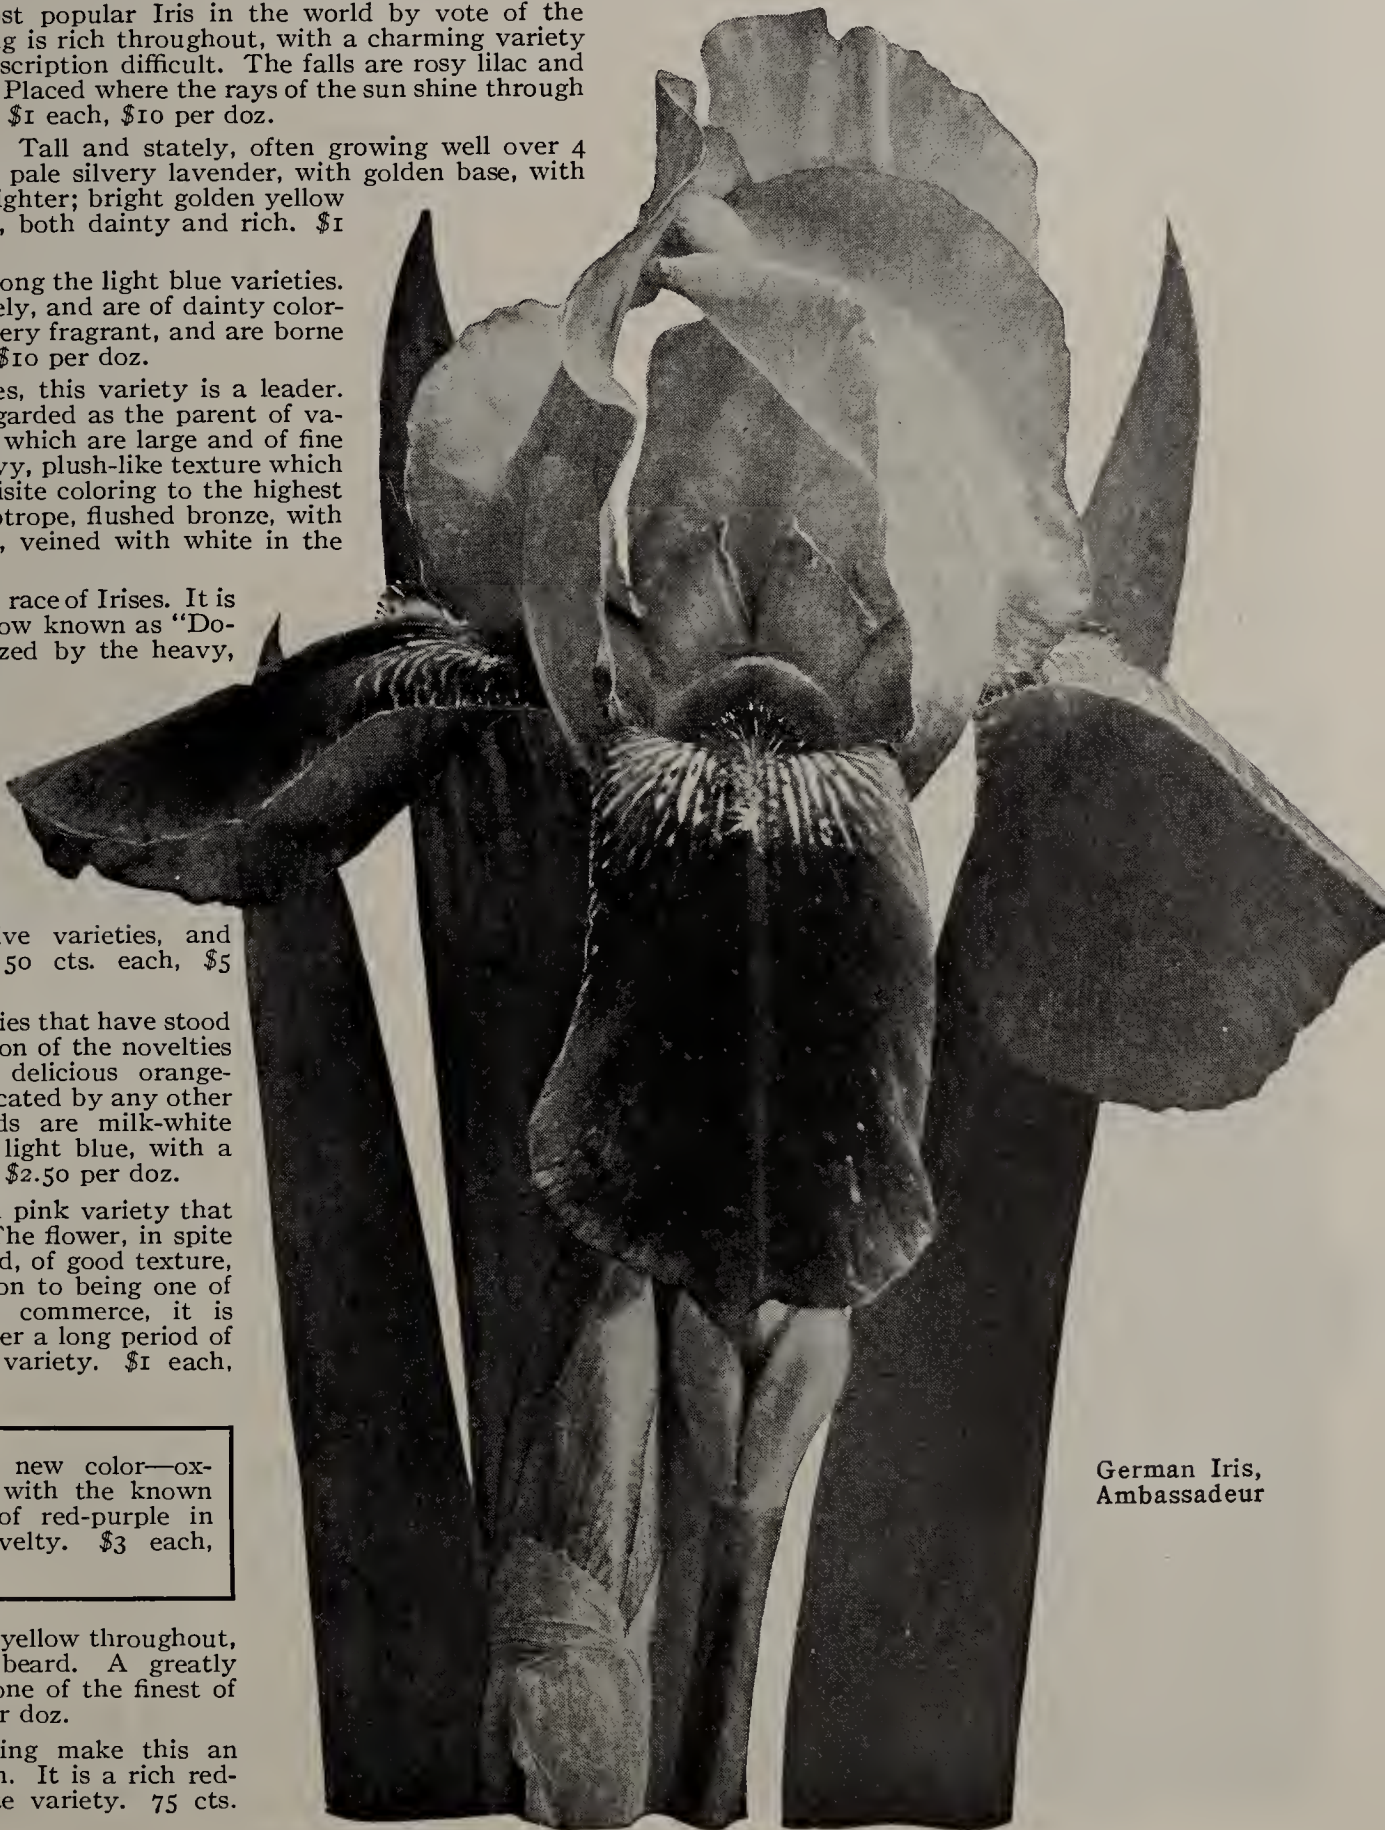 st popular Iris in the world by vote of the
g is rich throughout, with a charming variety
scription difficult. The falls are rosy lilac and
Placed where the rays of the sun shine through
$1 each, $10 per doz.
Tall and stately, often growing well over 4
pale silvery lavender, with golden base, with
ighter; bright golden yellow
, both dainty and rich. $1
ong the light blue varieties.
ely, and are of dainty color-
ery fragrant, and are borne
$10 per doz.
es, this variety is a leader.
garded as the parent of va-
which are large and of fine
vy, plush-like texture which
isite coloring to the highest
otrope, flushed bronze, with
, veined with white in the
race of Irises. It is
ow known as "Do-
zed by the heavy,
ve varieties, and
50 cts. each, $5
ies that have stood
on of the novelties
delicious orange-
cated by any other
ds are milk-white
light blue, with a
$2.50 per doz.
pink variety that
The flower, in spite
d, of good texture,
on to being one of
commerce, it is
er a long period of
variety. $1 each,
new color—ox-
with the known
of red-purple in
velty. $3 each,
German Iris,
Ambassadeur
yellow throughout,
beard. A greatly
one of the finest of
r doz.
ing make this an
n. It is a rich red-
e variety. 75 cts.